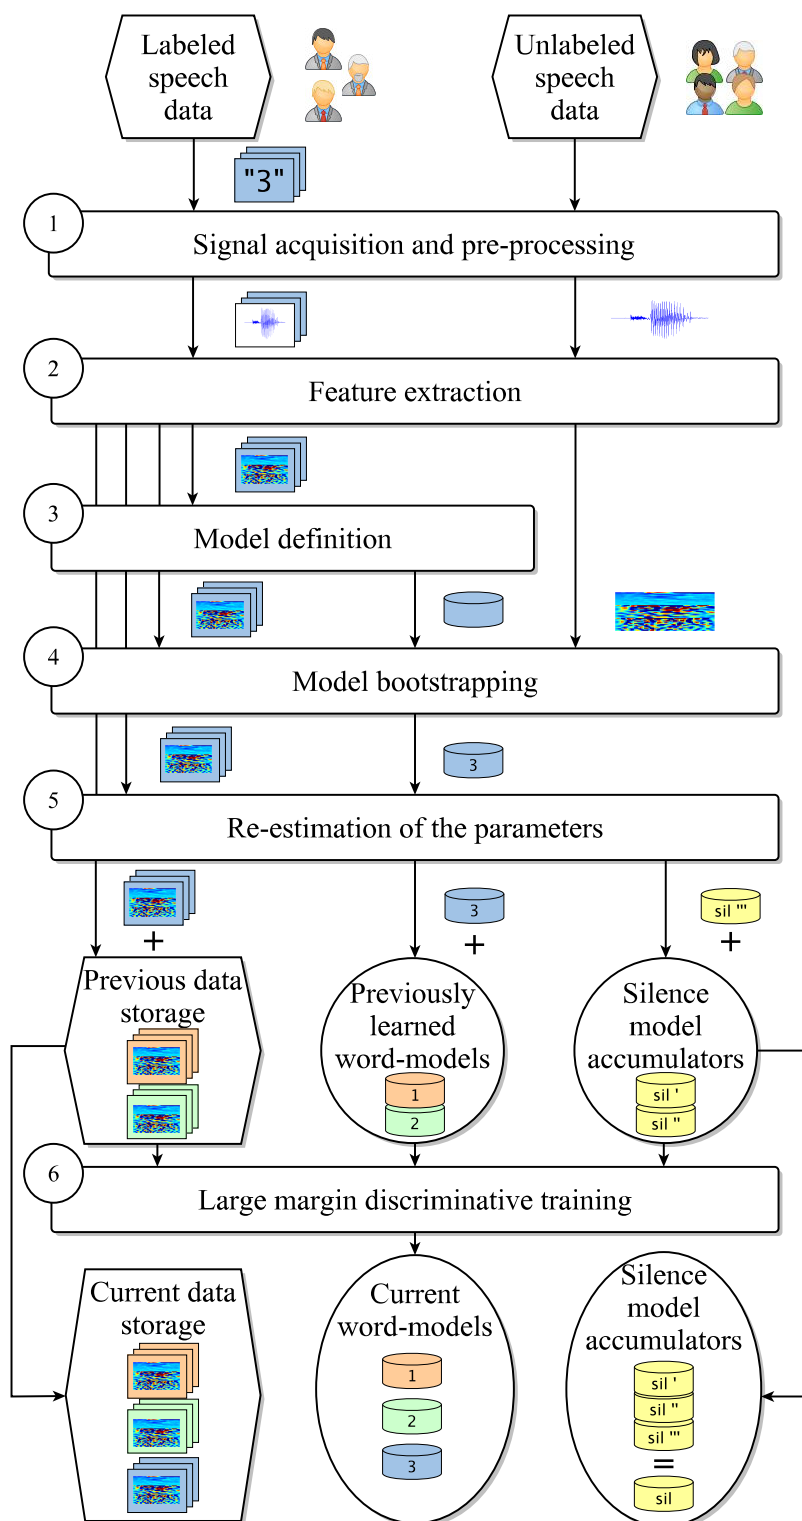 Labeled
speech
data
Unlabeled
speech
data
"3"
1
Signal acquisition and pre-processing
2
Feature extraction
3
Model definition
4
Model bootstrapping
3
5
Re-estimation of the parameters
3
sil '''
+
+
+
Previous data
storage
Previously
learned
word-models
1
2
Silence
model
accumulators
sil '
sil ''
6
Large margin discriminative training
Current data
storage
Current
word-models
1
2
3
Silence
model
accumulators
sil '
sil ''
sil '''
=
sil